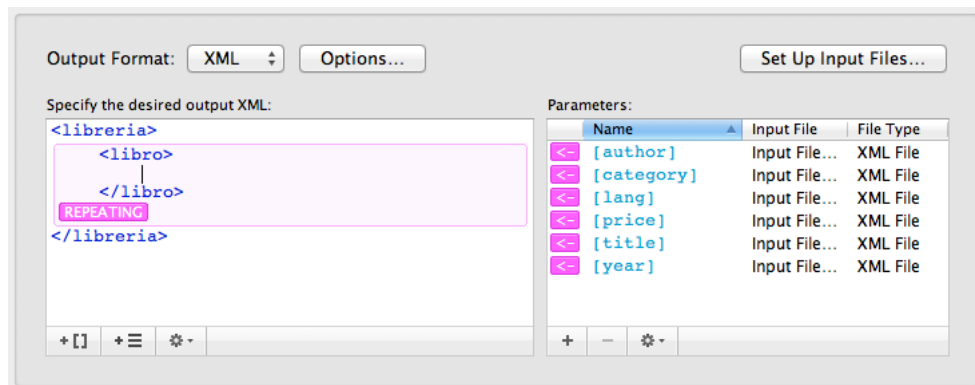 Output Format: XML Options... Set Up Input Files...
Specify the desired output XML:
<libreria>
<libro>
</libro>
REPEATING
</libreria>
+[] +
Parameters:
Name Input File File Type
<- [author] Input File... XML File
<- [category] Input File... XML File
<- [lang] Input File... XML File
<- [price] Input File... XML File
<- [title] Input File... XML File
<- [year] Input File... XML File
+ −